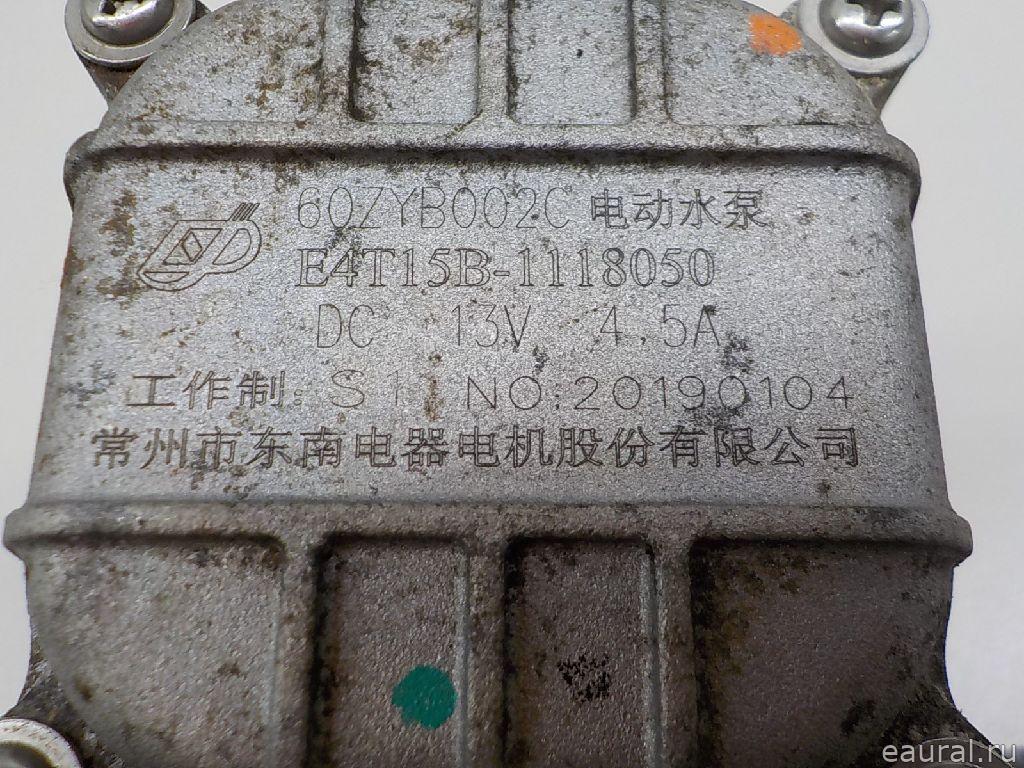 60ZYB002C 电动水泵
E4T15B-1118050
DC 13V 4.5A
工作制: S1 NO:20190104
常州市东南电器电机股份有限公司
eaural.ru